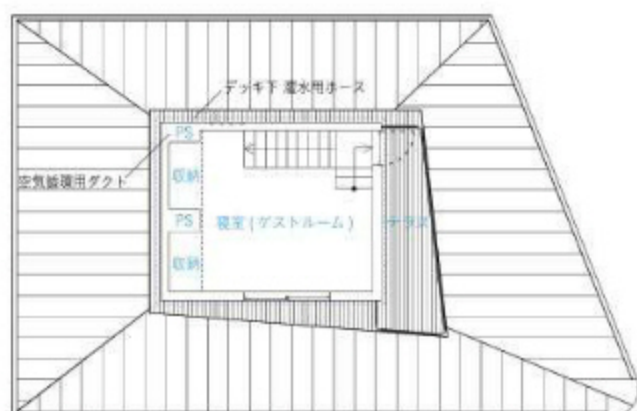 デッキ下 灌水用ホース
PS
空気循環用ダクト
収納
PS
寝室 ( ゲストルーム )
テラス
収納